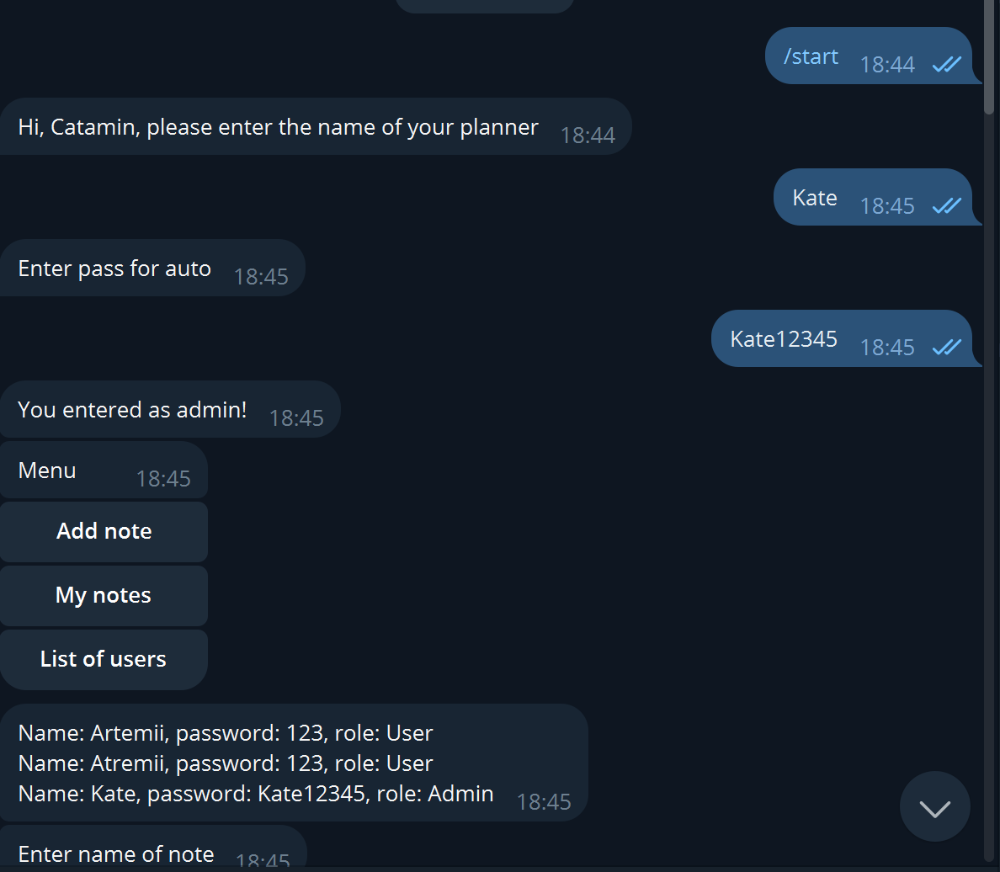 /start 18:44
Hi, Catamin, please enter the name of your planner 18:44
Kate 18:45
Enter pass for auto 18:45
Kate12345 18:45
You entered as admin! 18:45
Menu 18:45
Add note
My notes
List of users
Name: Artemii, password: 123, role: User
Name: Atremii, password: 123, role: User
Name: Kate, password: Kate12345, role: Admin 18:45
Enter name of note 18:45